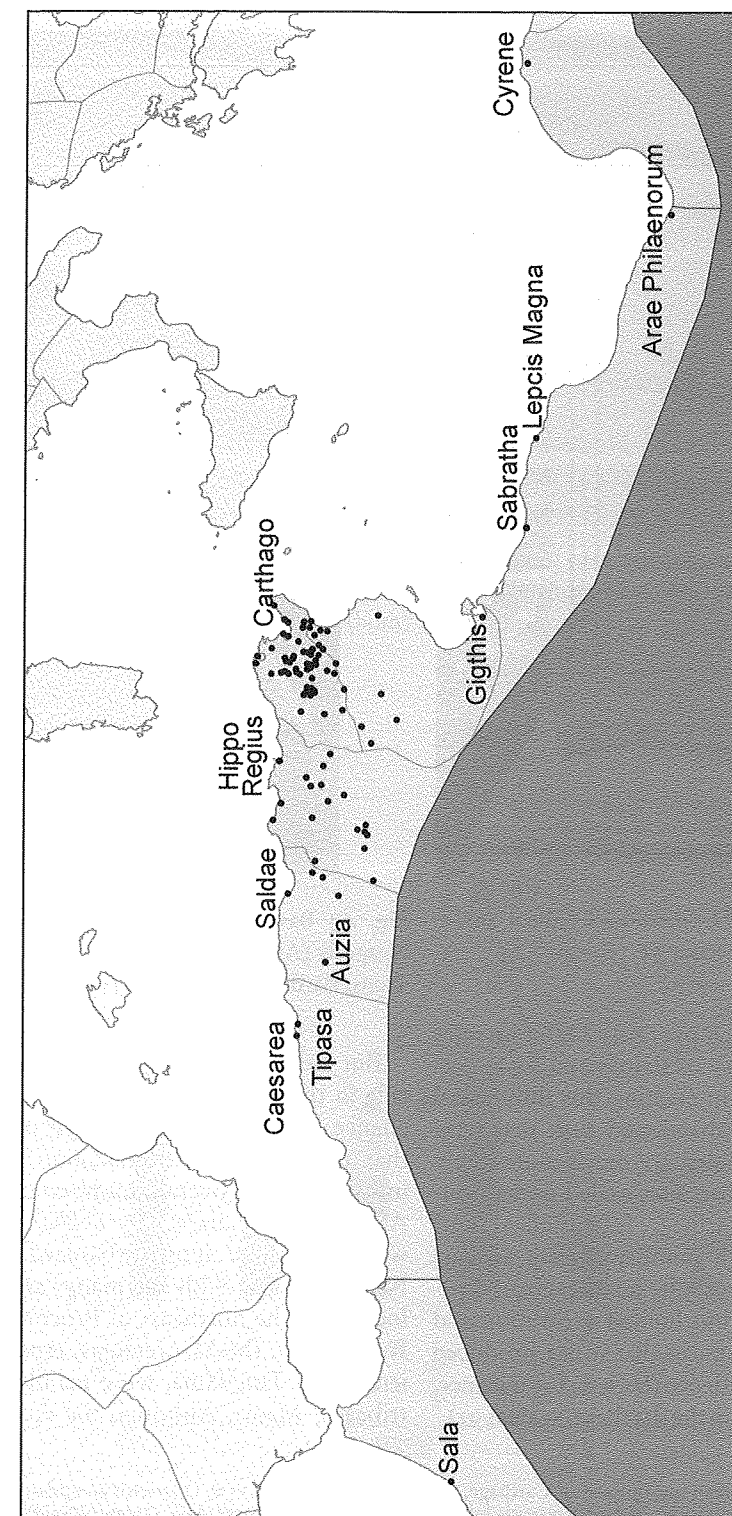 Sala
Caesarea
Tipasa
Auzia
Saldae
Hippo
Regius
Carthago
Gigthis
Sabratha
Lepcis Magna
Arae Philaenorum
Cyrene